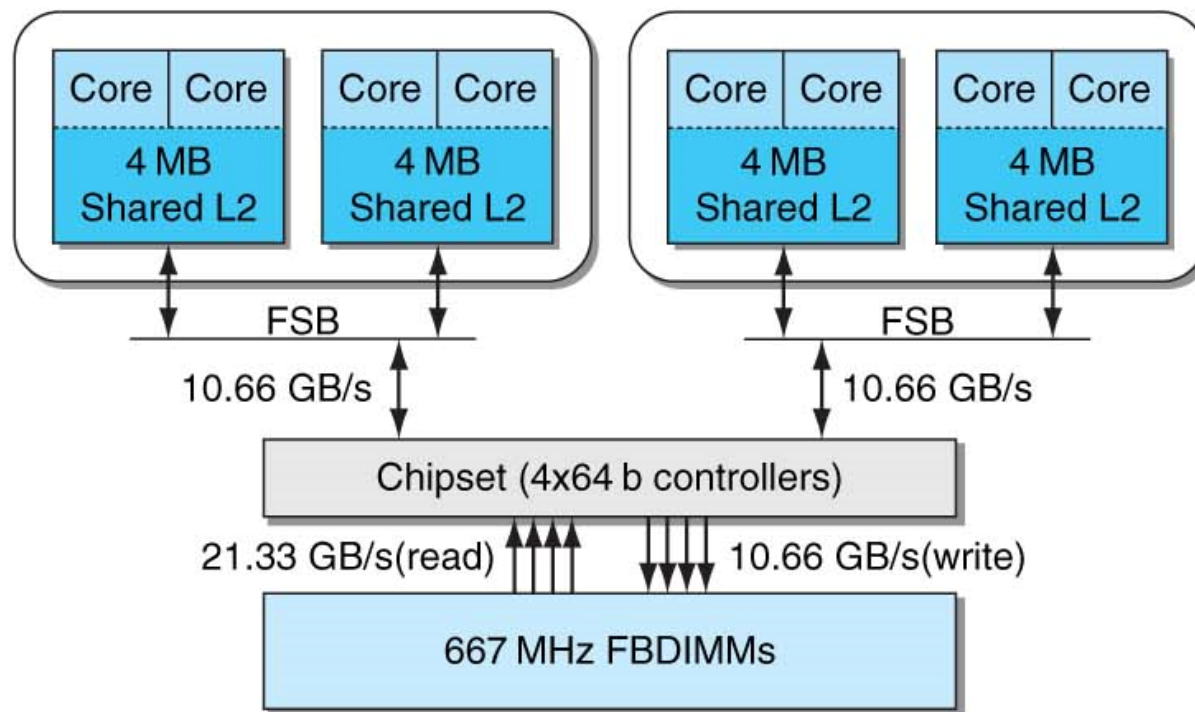 Core Core Core Core Core Core Core Core
4 MB 4 MB 4 MB 4 MB
Shared L2 Shared L2 Shared L2 Shared L2
FSB FSB
10.66 GB/s 10.66 GB/s
Chipset (4x64 b controllers)
21.33 GB/s(read) 10.66 GB/s(write)
667 MHz FBDIMMs